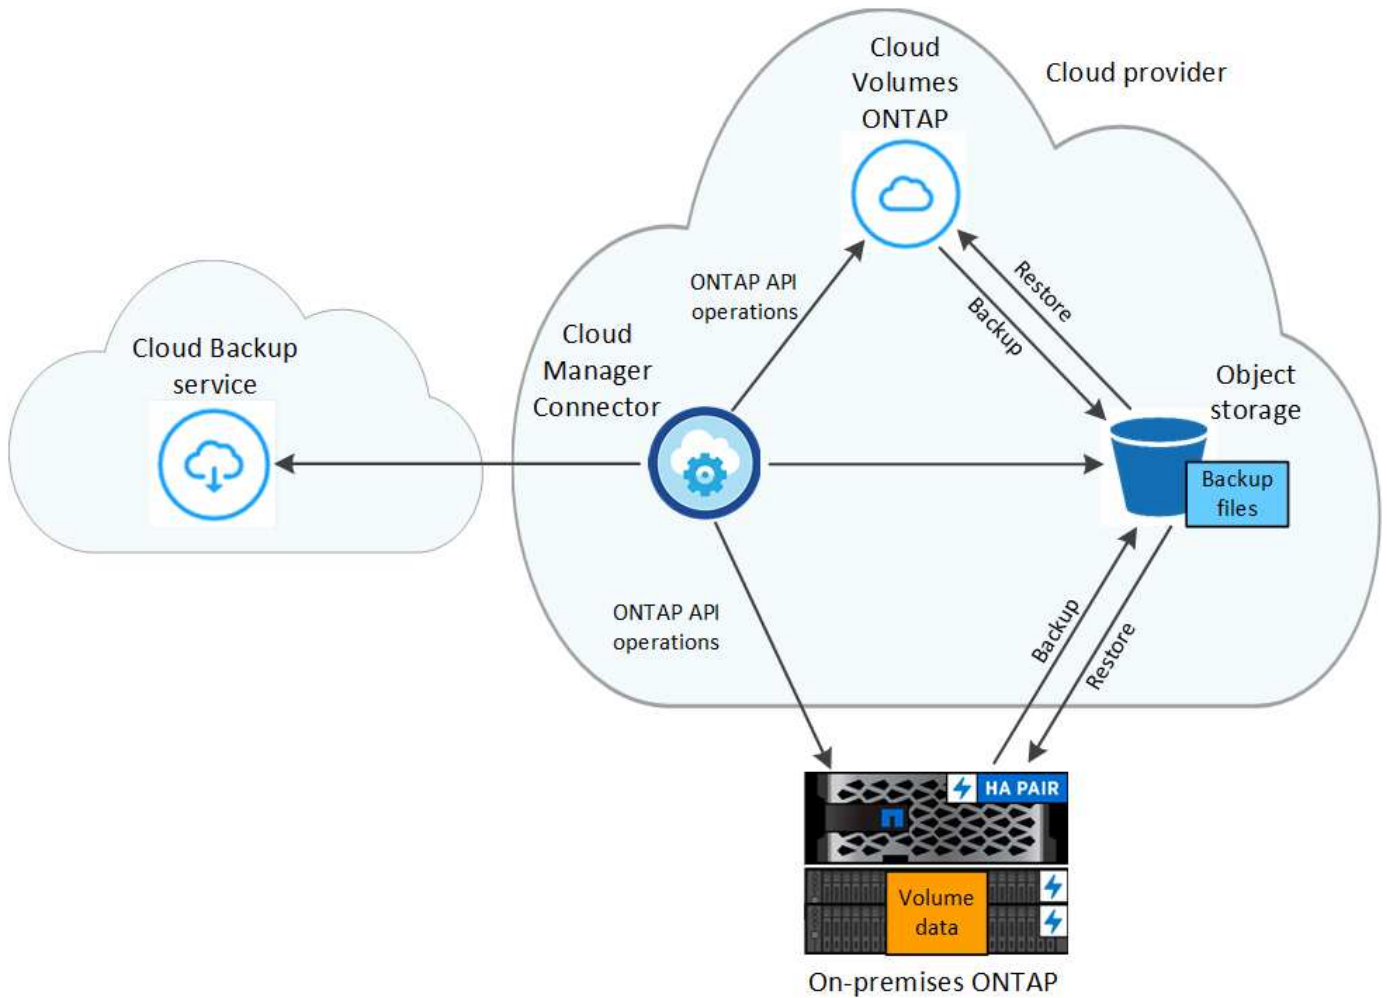 Cloud
Volumes
ONTAP
Cloud provider
ONTAP API
operations
Restore
Backup
Cloud Backup
service
Cloud
Manager
Connector
Object
storage
Backup
files
ONTAP API
operations
Backup
Restore
HA PAIR
Volume
data
On-premises ONTAP